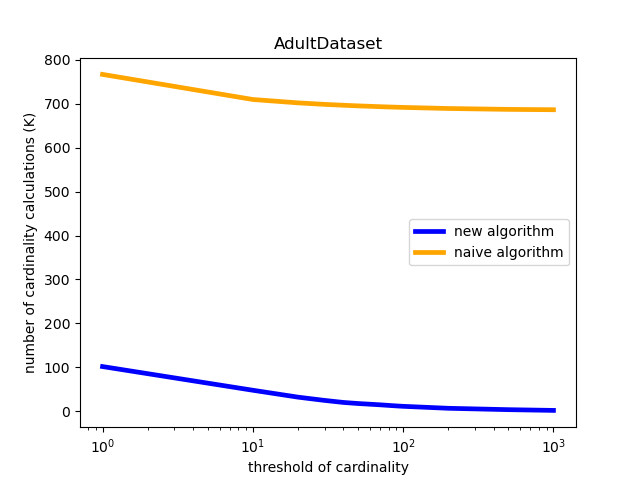 AdultDataset
number of cardinality calculations (K)
800
700
600
500
400
300
200
100
0
new algorithm
naive algorithm
10⁰
10¹
10²
10³
threshold of cardinality